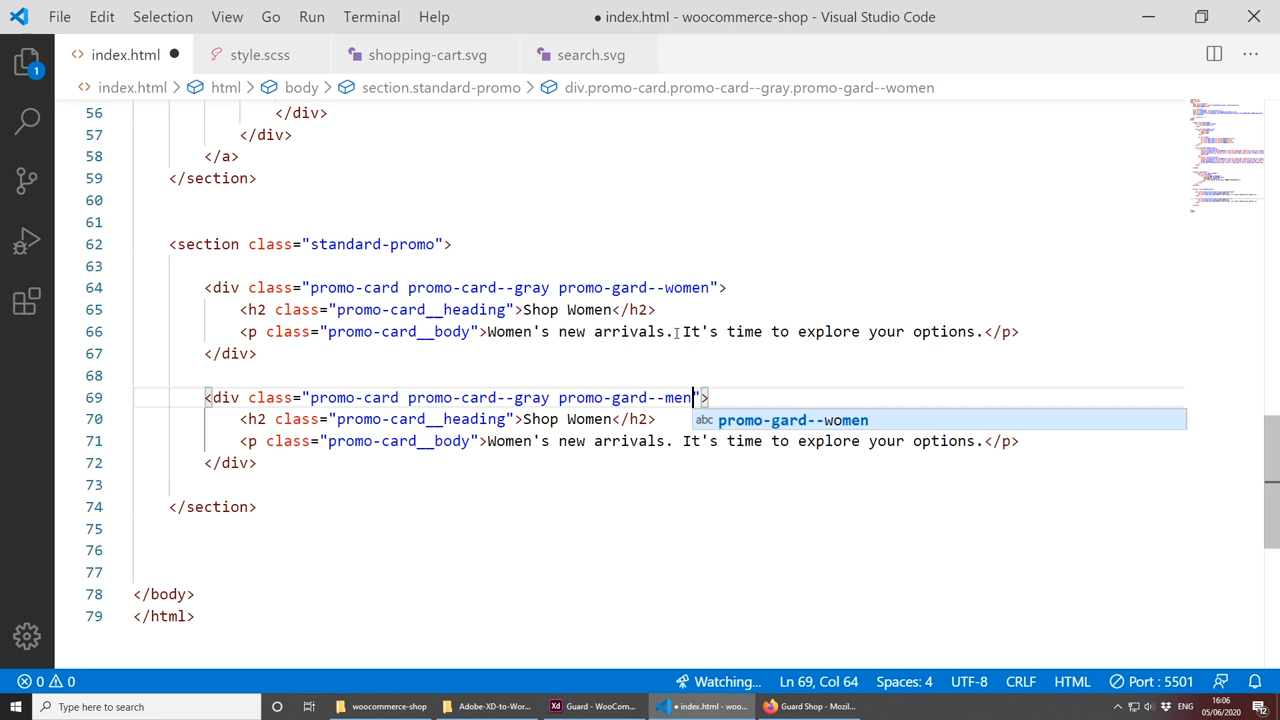 File Edit Selection View Go Run Terminal Help ● index.html - woocommerce-shop - Visual Studio Code
<> index.html ● style.scss shopping-cart.svg search.svg
<> index.html > html > body > section.standard-promo > div.promo-card.promo-card--gray.promo-gard--women
56 </div>
57 </div>
58 </a>
59 </section>
60
61
62 <section class="standard-promo">
63
64 <div class="promo-card promo-card--gray promo-gard--women">
65 <h2 class="promo-card__heading">Shop Women</h2>
66 <p class="promo-card__body">Women's new arrivals. It's time to explore your options.</p>
67 </div>
68
69 <div class="promo-card promo-card--gray promo-gard--men">
70 <h2 class="promo-card__heading">Shop Women</h2>
abc promo-gard--women
71 <p class="promo-card__body">Women's new arrivals. It's time to explore your options.</p>
72 </div>
73
74 </section>
75
76
77
78 </body>
79 </html>
1
0 0 Watching... Ln 69, Col 64 Spaces: 4 UTF-8 CRLF HTML Port : 5501
Type here to search woocommerce-shop Adobe-XD-to-Wor... Xd Guard - WooCom... ● index.html - woo... Guard Shop - Mozil... 16:06
05/06/2020 12